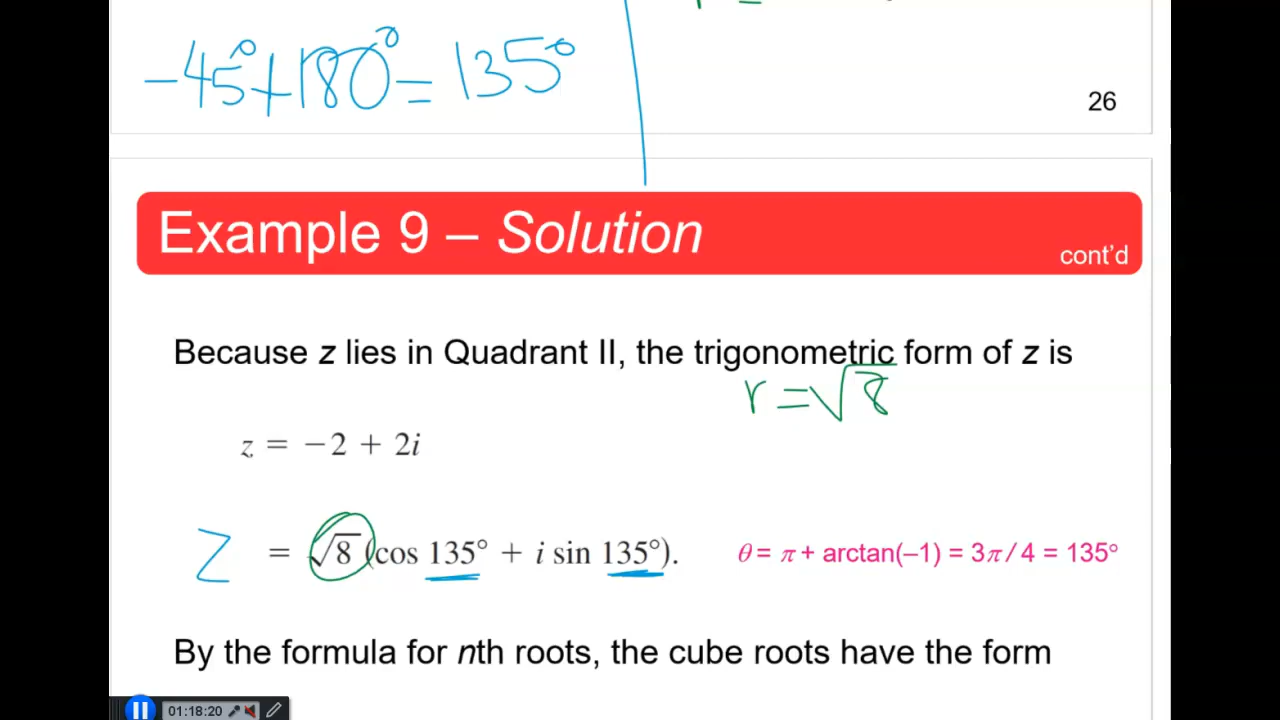 -45°+180°= 135°
26
Example 9 – Solution
cont'd
Because z lies in Quadrant II, the trigonometric form of z is
r = √8
z = −2 + 2i
Z = √8 (cos 135° + i sin 135°). θ = π + arctan(–1) = 3π / 4 = 135°
By the formula for nth roots, the cube roots have the form
01:18:20